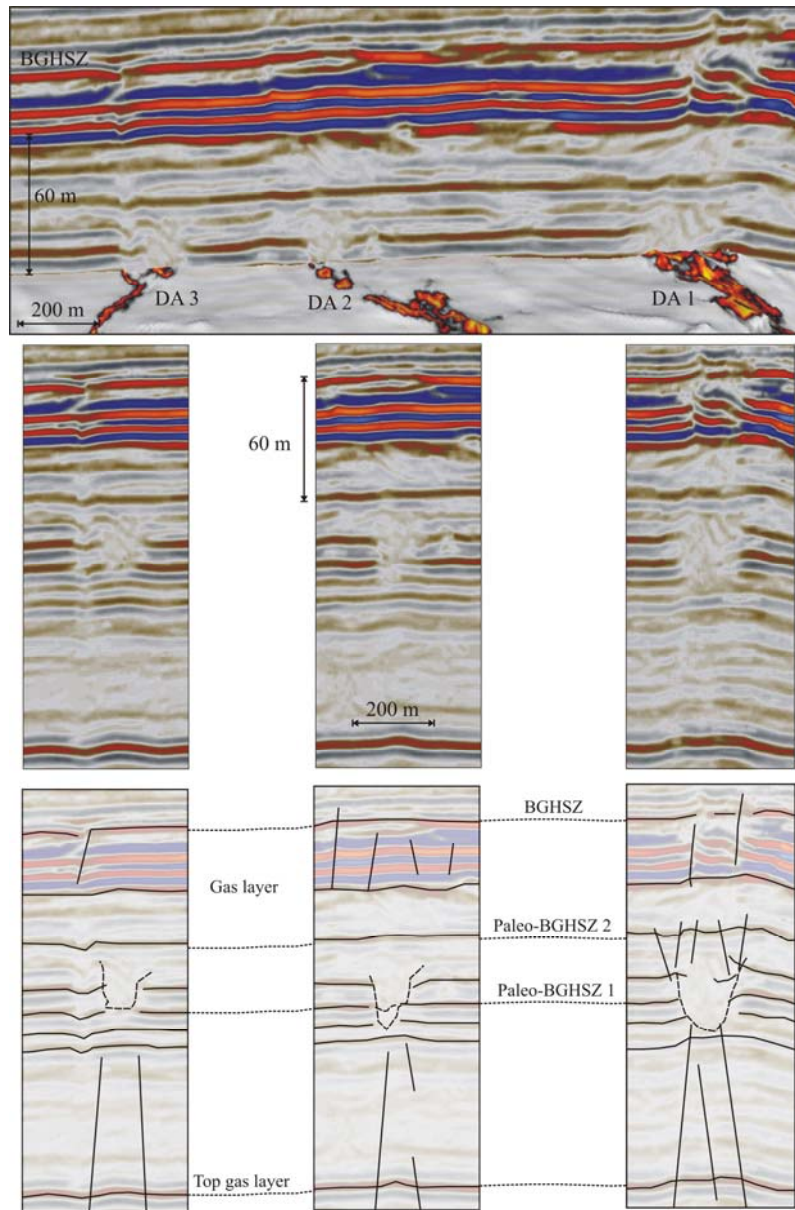 BGHSZ
60 m
DA 3
DA 2
DA 1
200 m
60 m
200 m
BGHSZ
Gas layer
Paleo-BGHSZ 2
Paleo-BGHSZ 1
Top gas layer